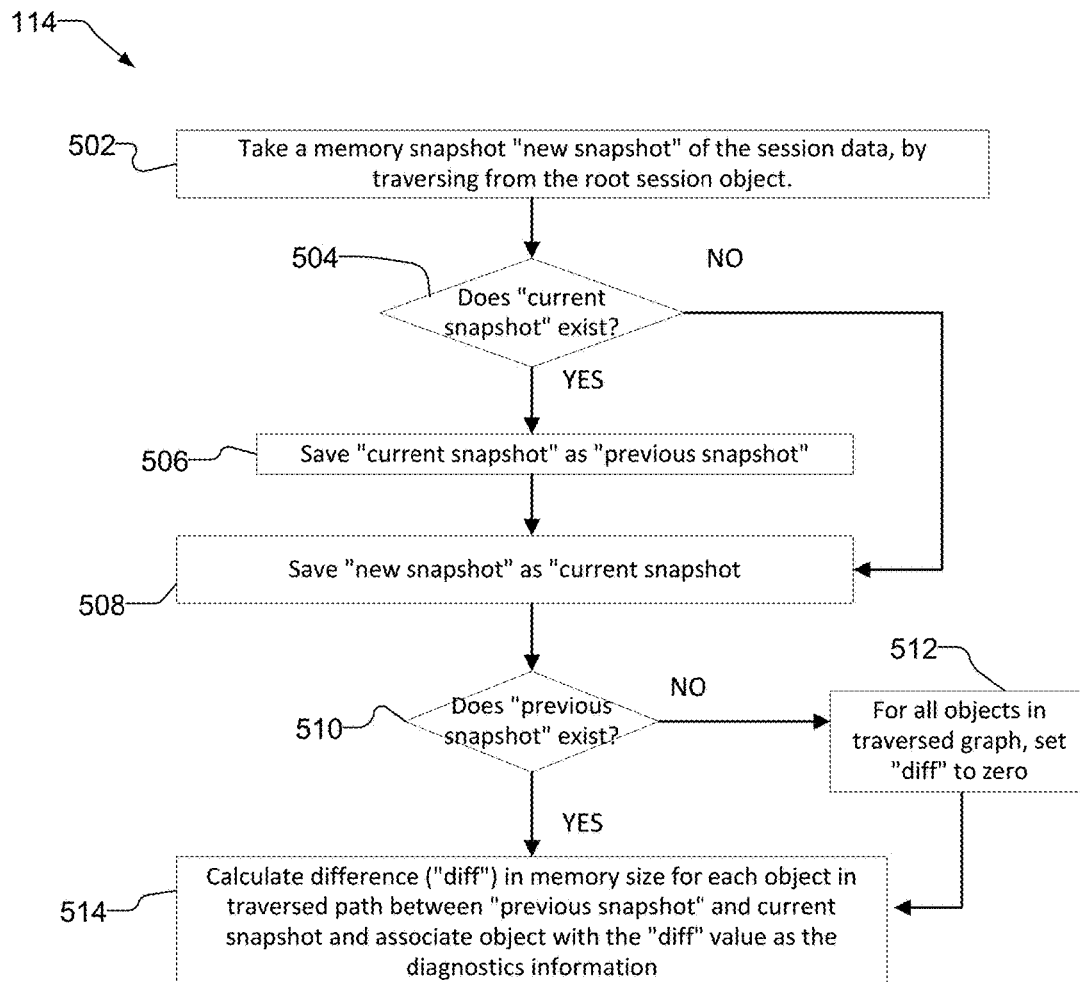 114
502
Take a memory snapshot "new snapshot" of the session data, by
traversing from the root session object.
504
NO
Does "current
snapshot" exist?
YES
506
Save "current snapshot" as "previous snapshot"
508
Save "new snapshot" as "current snapshot
512
510
Does "previous
snapshot" exist?
NO
For all objects in
traversed graph, set
"diff" to zero
YES
514
Calculate difference ("diff") in memory size for each object in
traversed path between "previous snapshot" and current
snapshot and associate object with the "diff" value as the
diagnostics information